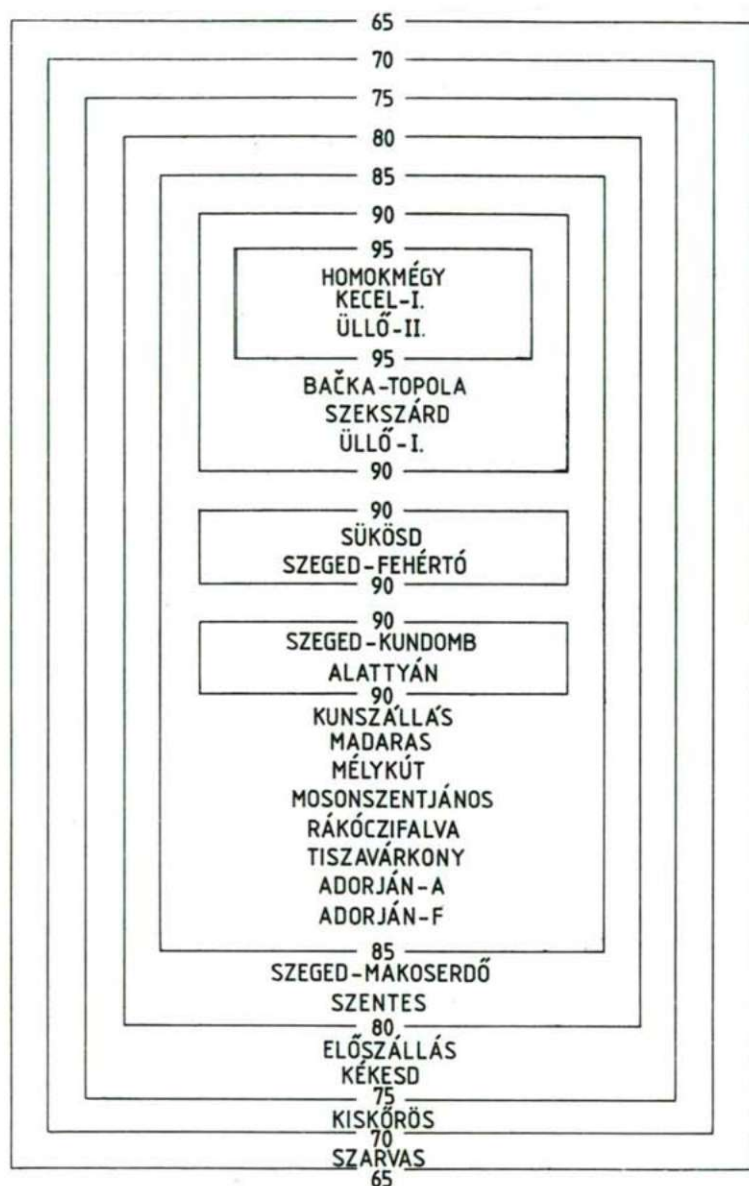 65
70
75
80
85
90
95
HOMOKMÉGY
KECEL-I.
ÜLLŐ-II.
95
BAČKA-TOPOLA
SZEKSZÁRD
ÜLLŐ-I.
90
90
SÜKÖSD
SZEGED-FEHÉRTÓ
90
90
SZEGED-KUNDOMB
ALATTYÁN
90
KUNSZÁLLÁS
MADARAS
MÉLYKÚT
MOSONSZENTJÁNOS
RÁKÓCZIFALVA
TISZAVÁRKONY
ADORJÁN-A
ADORJÁN-F
85
SZEGED-MAKOSERDŐ
SZENTES
80
ELŐSZÁLLÁS
KÉKESD
75
KISKŐRÖS
70
SZARVAS
65